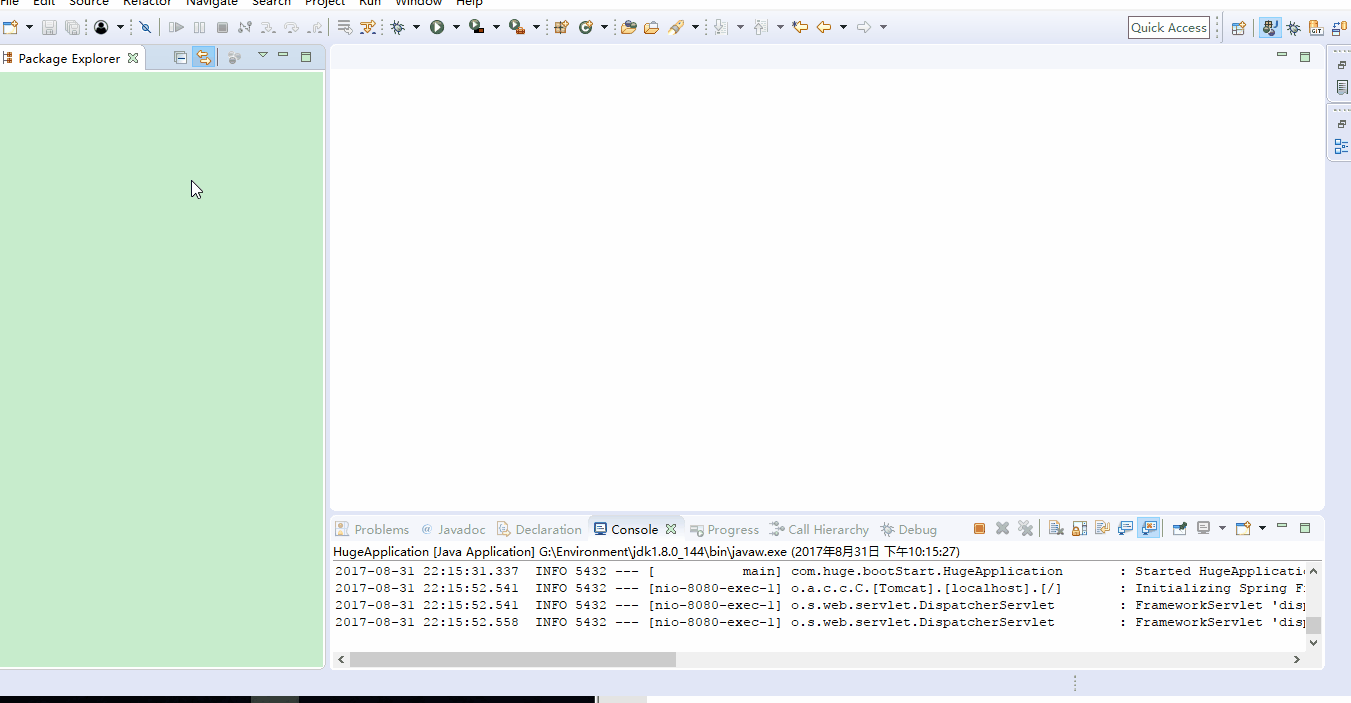 File Edit Source Refactor Navigate Search Project Run Window Help
Quick Access
GIT
Package Explorer
Problems @ Javadoc Declaration Console Progress Call Hierarchy Debug
HugeApplication [Java Application] G:\Environment\jdk1.8.0_144\bin\javaw.exe (2017年8月31日 下午10:15:27)
2017-08-31 22:15:31.337 INFO 5432 --- [ main] com.huge.bootStart.HugeApplication : Started HugeApplicati
2017-08-31 22:15:52.541 INFO 5432 --- [nio-8080-exec-1] o.a.c.c.C.[Tomcat].[localhost].[/] : Initializing Spring F
2017-08-31 22:15:52.541 INFO 5432 --- [nio-8080-exec-1] o.s.web.servlet.DispatcherServlet : FrameworkServlet 'disp
2017-08-31 22:15:52.558 INFO 5432 --- [nio-8080-exec-1] o.s.web.servlet.DispatcherServlet : FrameworkServlet 'disp